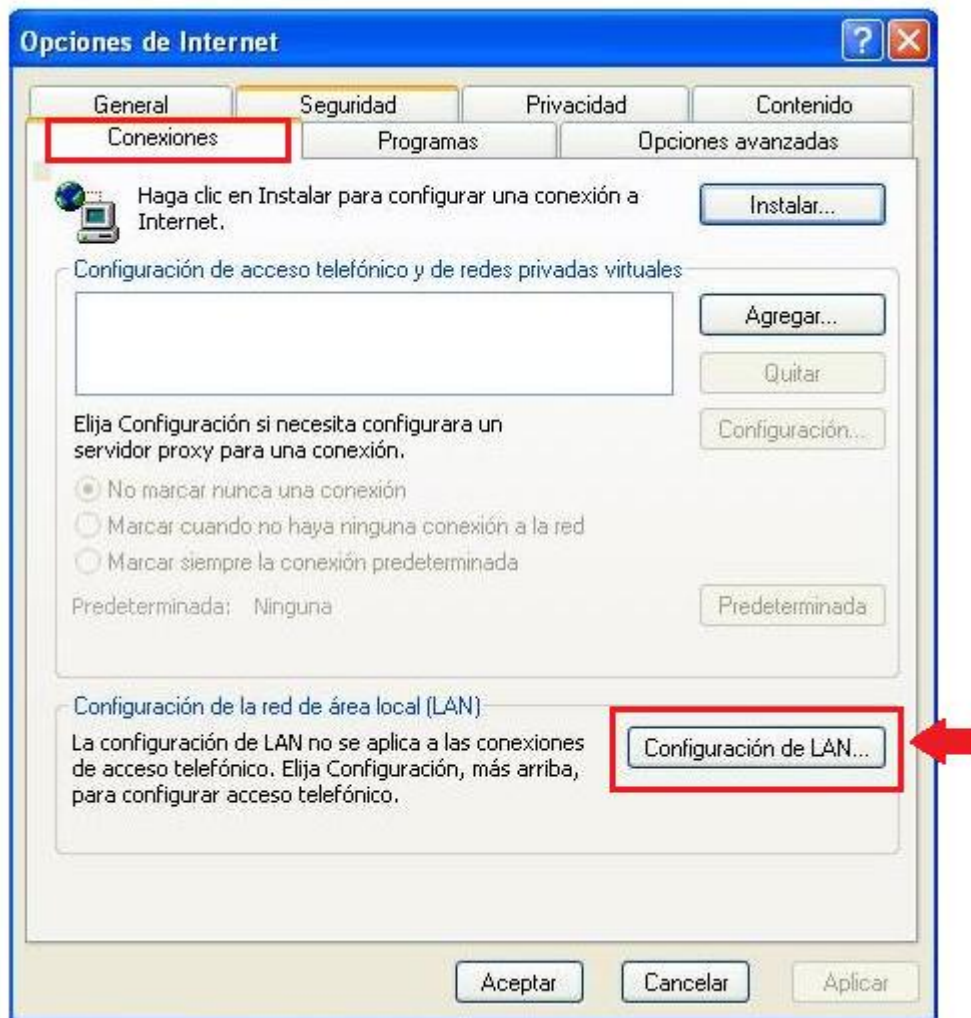 Opciones de Internet
General Seguridad Privacidad Contenido
Conexiones Programas Opciones avanzadas
Haga clic en Instalar para configurar una conexión a
Internet.
Instalar...
Configuración de acceso telefónico y de redes privadas virtuales
Agregar...
Quitar
Elija Configuración si necesita configurara un
servidor proxy para una conexión.
Configuración...
No marcar nunca una conexión
Marcar cuando no haya ninguna conexión a la red
Marcar siempre la conexión predeterminada
Predeterminada: Ninguna
Predeterminada
Configuración de la red de área local (LAN)
La configuración de LAN no se aplica a las conexiones
de acceso telefónico. Elija Configuración, más arriba,
para configurar acceso telefónico.
Configuración de LAN...
Aceptar Cancelar Aplicar